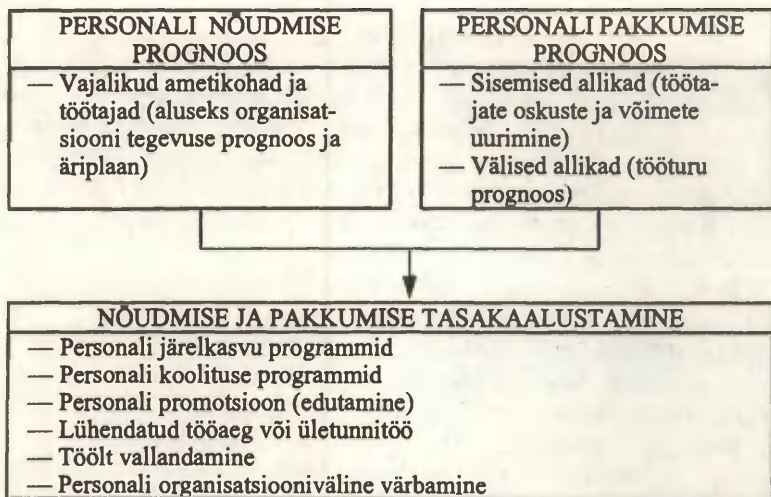 PERSONALI NÕUDMISE
PROGNOOS
— Vajalikud ametikohad ja
töötajad (aluseks organisat-
siooni tegevuse prognoos ja
äriplaan)
PERSONALI PAKKUMISE
PROGNOOS
— Sisemised allikad (tööta-
jate oskuste ja võimete
uurimine)
— Välised allikad (tööturu
prognoos)
NÕUDMISE JA PAKKUMISE TASAKAALUSTAMINE
— Personali järelkasvu programmid
— Personali koolituse programmid
— Personali promotsioon (edutamine)
— Lühendatud tööaeg või ületunnitöö
— Töölt vallandamine
— Personali organisatsiooniväline värbamine